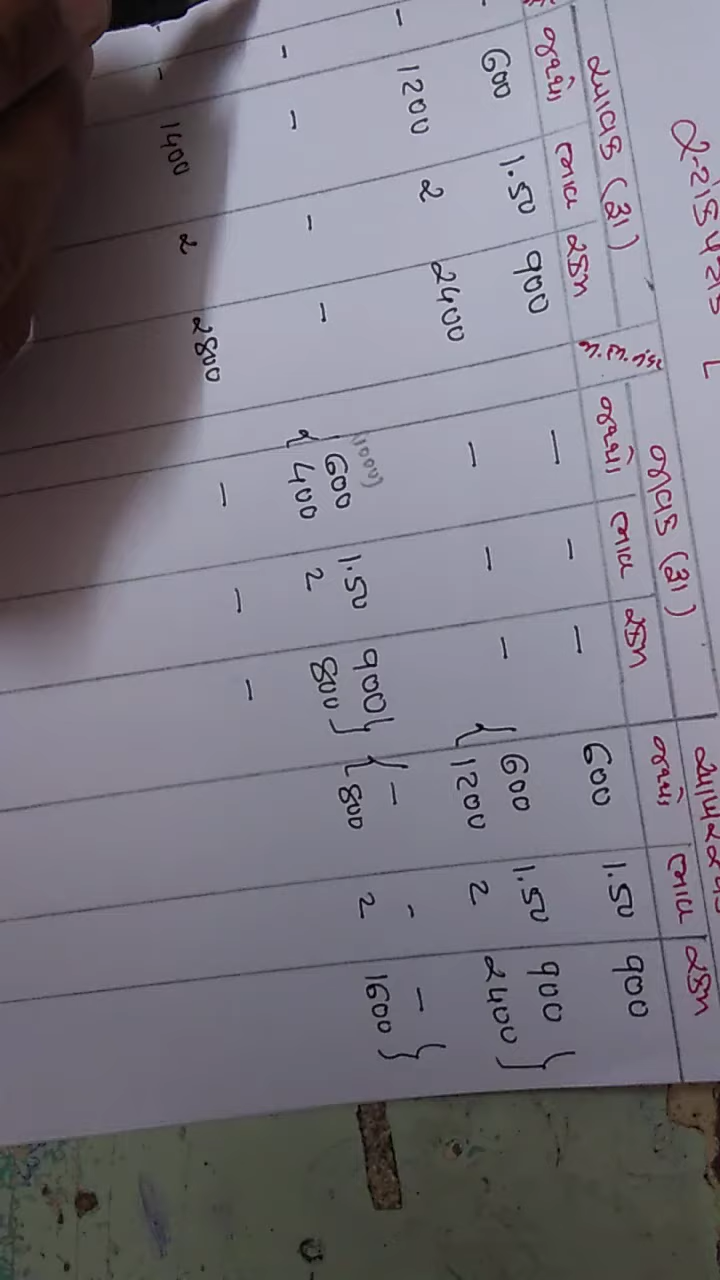 આવક (રૂા) જાવક (રૂા)
જથ્થો ભાવ રકમ જથ્થો ભાવ રકમ જથ્થો ભાવ રકમ
- 600 1.50 900 – – – 600 1.50 900
- 1200 2 2400 – – – { 600 1.50 900 }
1200 2 2400
(1000)
- - - - { 600 1.50 900 } { – - –
400 2 800 800 2 1600 }
- - 1400 2 2800 – – –